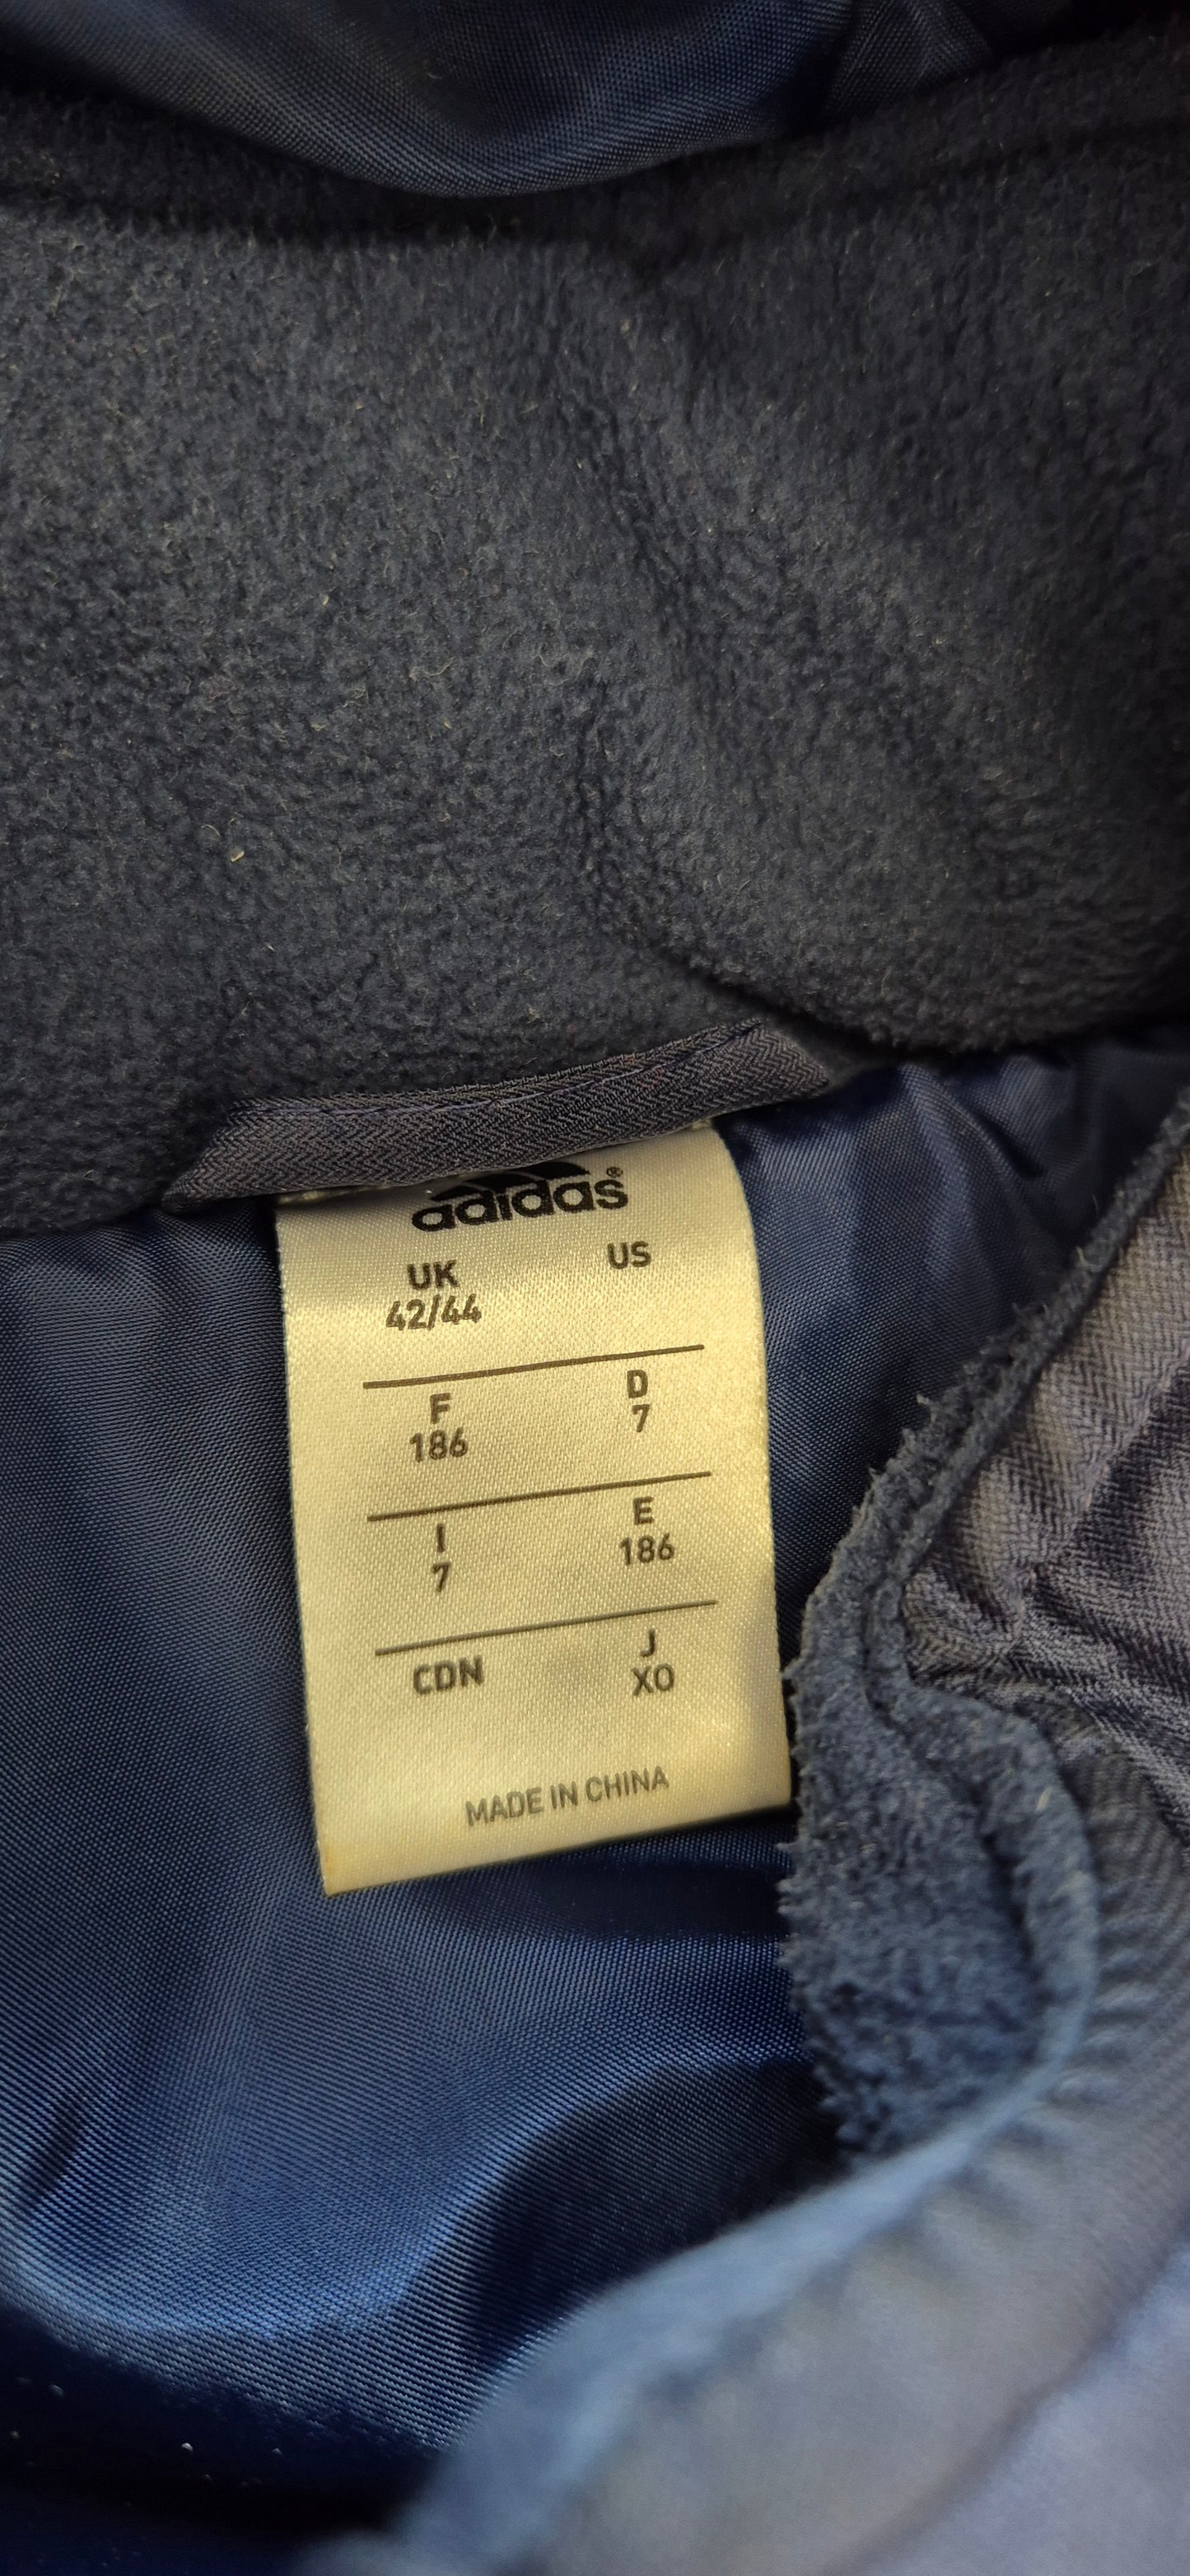 adidas®
UK US
42/44
F D
186 7
I E
7 186
CDN J
XO
MADE IN CHINA